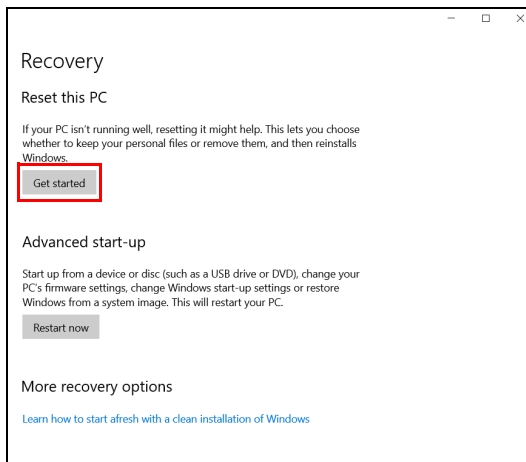 Recovery
Reset this PC
If your PC isn't running well, resetting it might help. This lets you choose
whether to keep your personal files or remove them, and then reinstalls
Windows.
Get started
Advanced start-up
Start up from a device or disc (such as a USB drive or DVD), change your
PC's firmware settings, change Windows start-up settings or restore
Windows from a system image. This will restart your PC.
Restart now
More recovery options
Learn how to start afresh with a clean installation of Windows